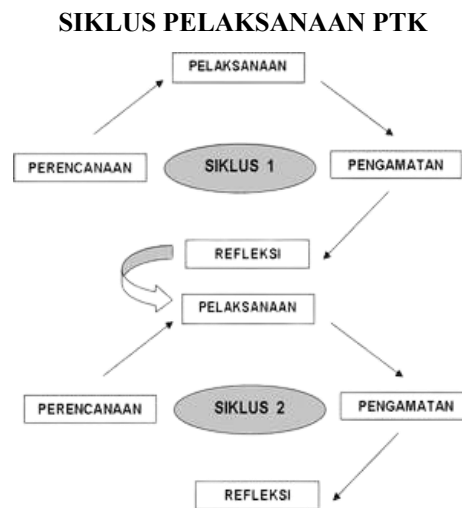 SIKLUS PELAKSANAAN PTK
PELAKSANAAN
PERENCANAAN
SIKLUS 1
PENGAMATAN
REFLEKSI
PELAKSANAAN
PERENCANAAN
SIKLUS 2
PENGAMATAN
REFLEKSI